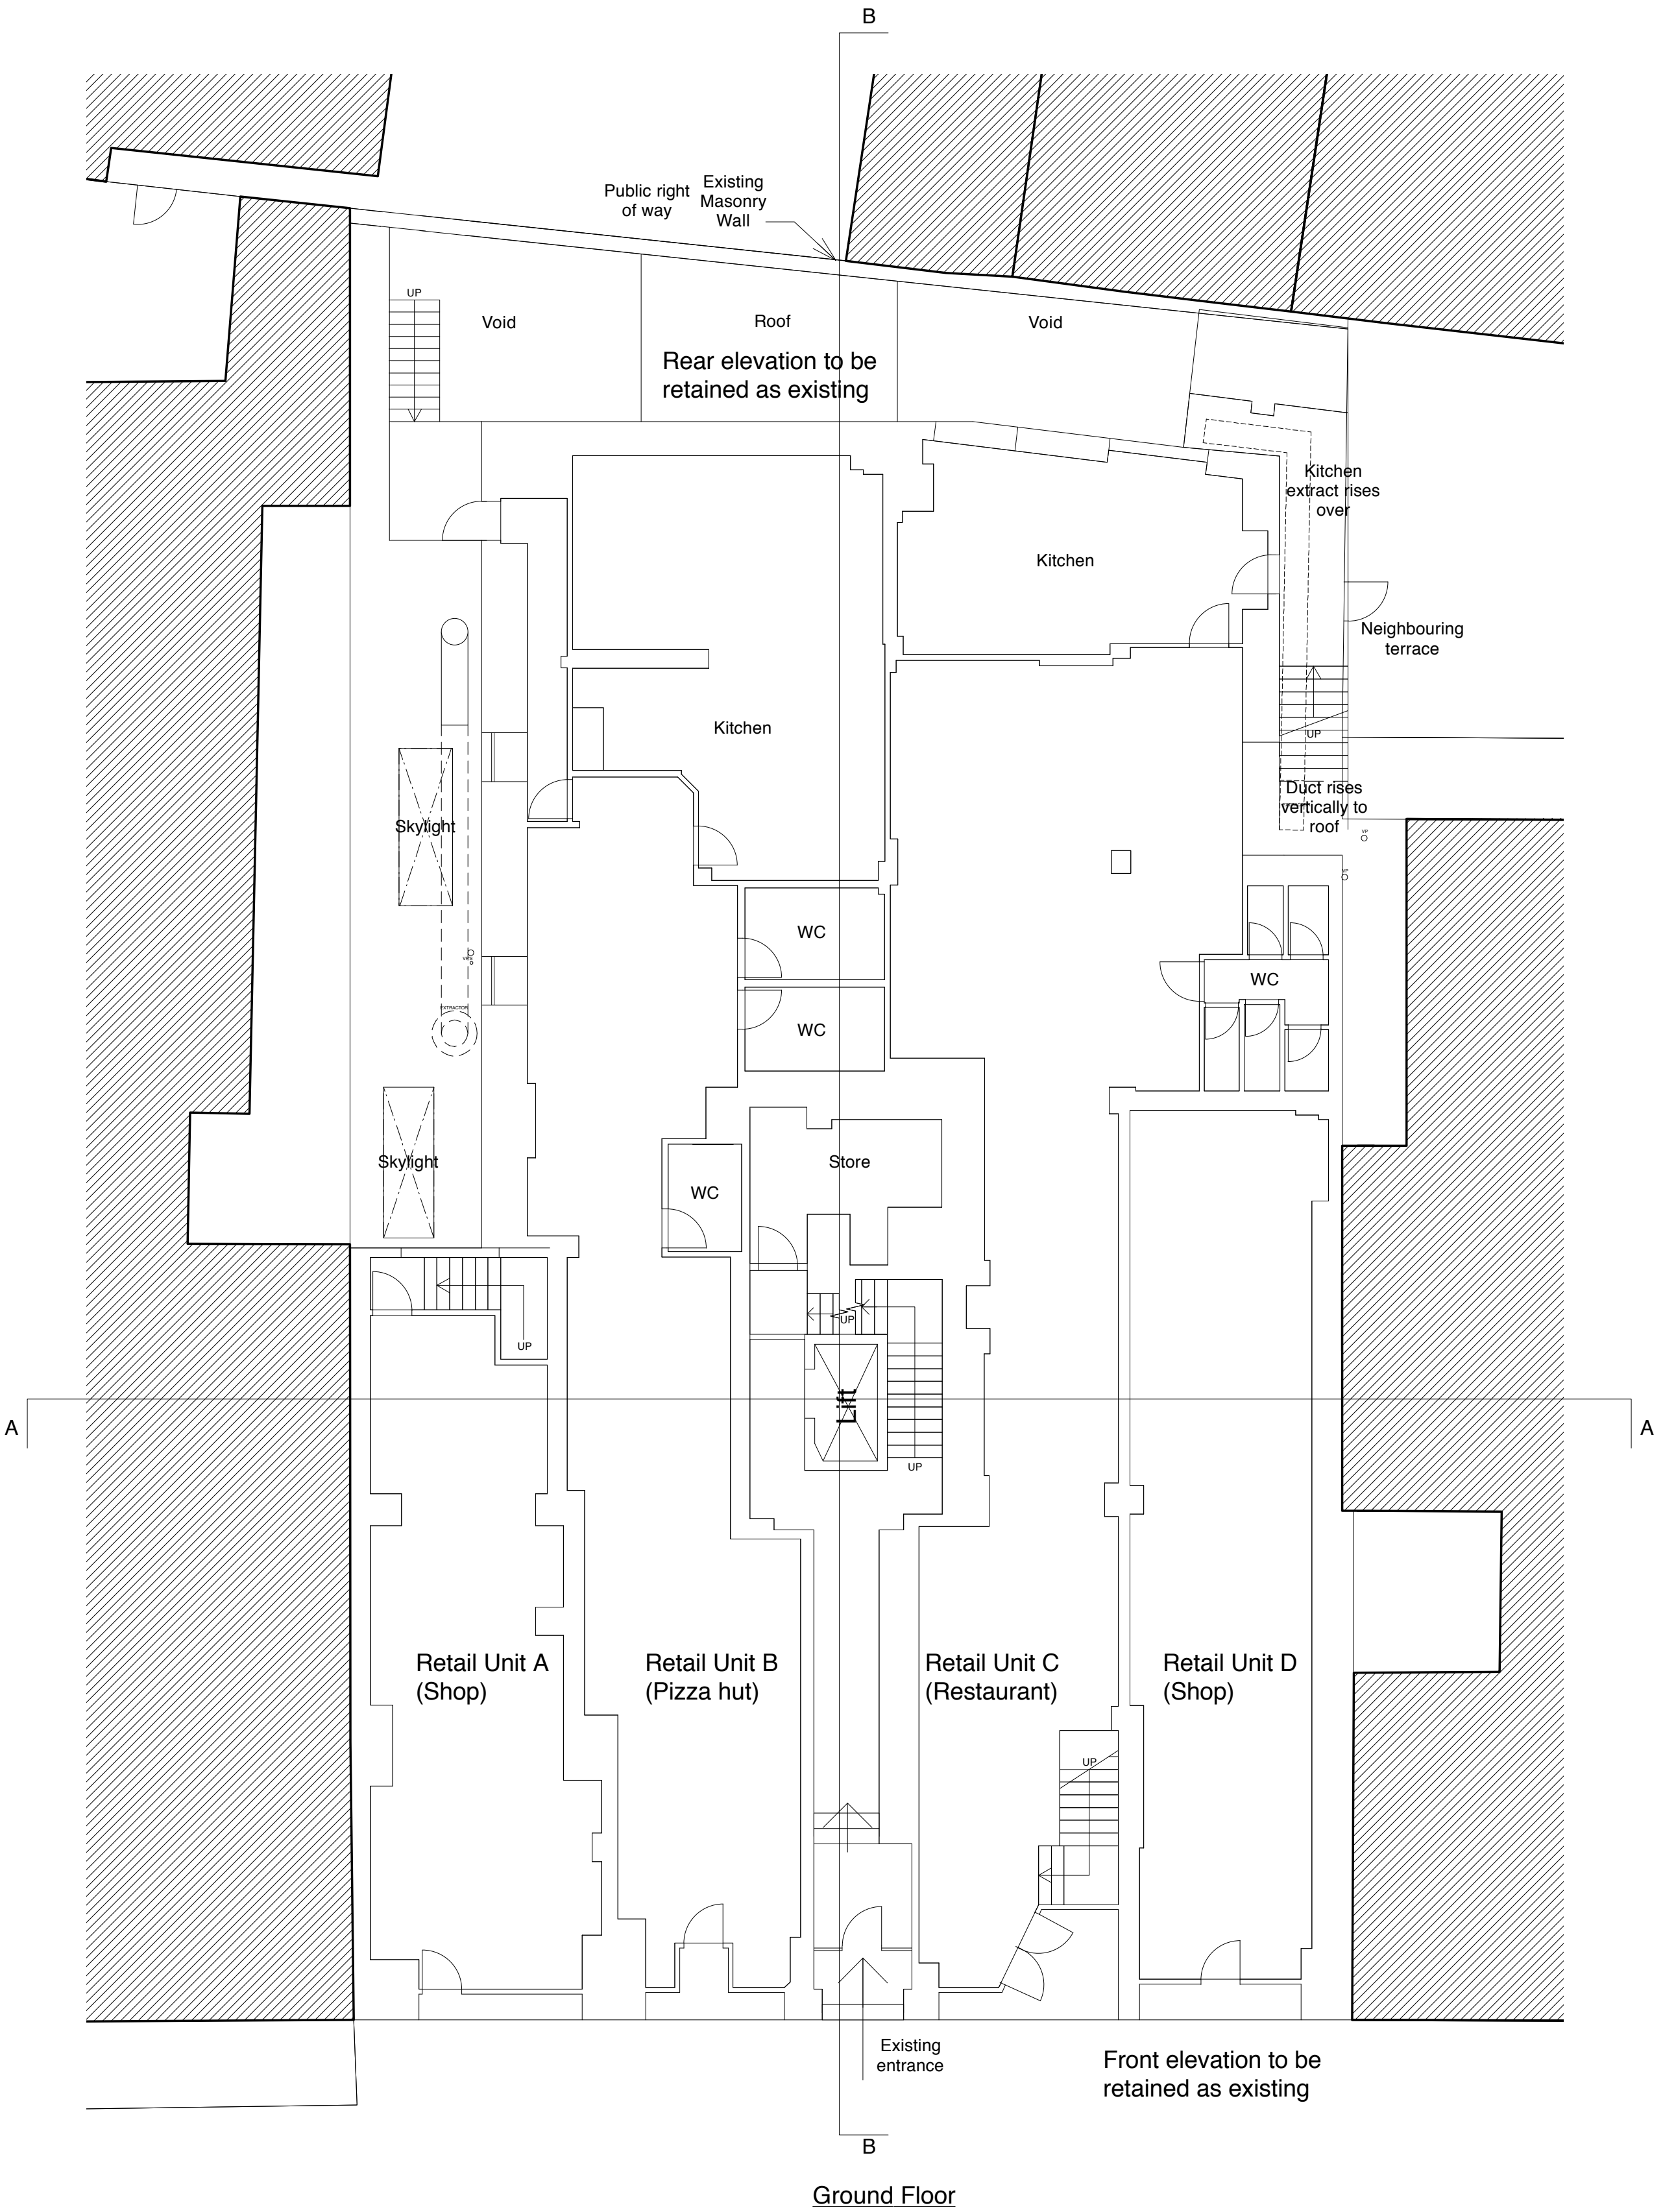 B
Public right
of way
Existing
Masonry
Wall
UP
Void
Roof
Void
Rear elevation to be
retained as existing
Kitchen
extract rises
over
Kitchen
Neighbouring
terrace
Kitchen
UP
Duct rises
vertically to
roof
Skylight
VP
WC
WC
EXTRACTOR
WC
Skylight
WC
Store
UP
UP
Lift
A
A
UP
Retail Unit A
(Shop)
Retail Unit B
(Pizza hut)
Retail Unit C
(Restaurant)
Retail Unit D
(Shop)
UP
Existing
entrance
Front elevation to be
retained as existing
B
Ground Floor